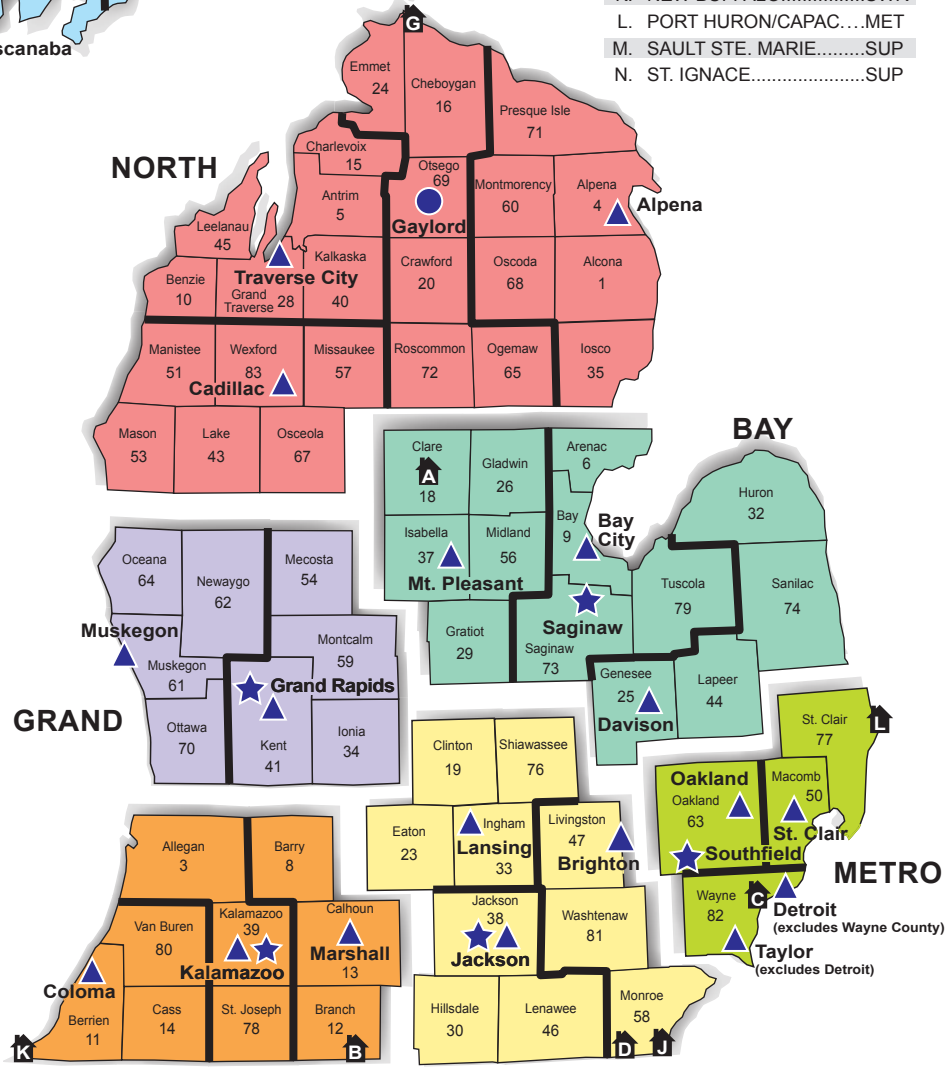 scanaba
L. PORT HURON/CAPAC....MET
M. SAULT STE. MARIE.........SUP
N. ST. IGNACE......................SUP
G
Emmet
24
Cheboygan
16
Presque Isle
71
NORTH
Charlevoix
15
Otsego
69
Gaylord
Montmorency
60
Alpena
4
Alpena
Antrim
5
Leelanau
45
Traverse City
Kalkaska
40
Crawford
20
Oscoda
68
Alcona
1
Benzie
10
Grand
Traverse 28
Manistee
51
Wexford
83
Cadillac
Missaukee
57
Roscommon
72
Ogemaw
65
Iosco
35
Mason
53
Lake
43
Osceola
67
BAY
Clare
A
18
Gladwin
26
Arenac
6
Huron
32
Isabella
37
Mt. Pleasant
Midland
56
Bay
9
Bay
City
Tuscola
79
Sanilac
74
Gratiot
29
Saginaw
Saginaw
73
Genesee
25
Davison
Lapeer
44
GRAND
Oceana
64
Newaygo
62
Mecosta
54
Muskegon
Muskegon
61
Montcalm
59
Grand Rapids
Ottawa
70
Kent
41
Ionia
34
Clinton
19
Shiawassee
76
Eaton
23
Ingham
Lansing
33
Livingston
47
Brighton
Jackson
38
Jackson
Washtenaw
81
Hillsdale
30
Lenawee
46
Monroe
58
D
J
St. Clair
77
L
Oakland
Oakland
63
Macomb
50
St. Clair
Southfield
METRO
Wayne
82
C
Detroit
(excludes Wayne County)
Taylor
(excludes Detroit)
Allegan
3
Barry
8
Van Buren
80
Kalamazoo
39
Kalamazoo
Calhoun
Marshall
13
Coloma
Berrien
11
Cass
14
St. Joseph
78
Branch
12
K
B